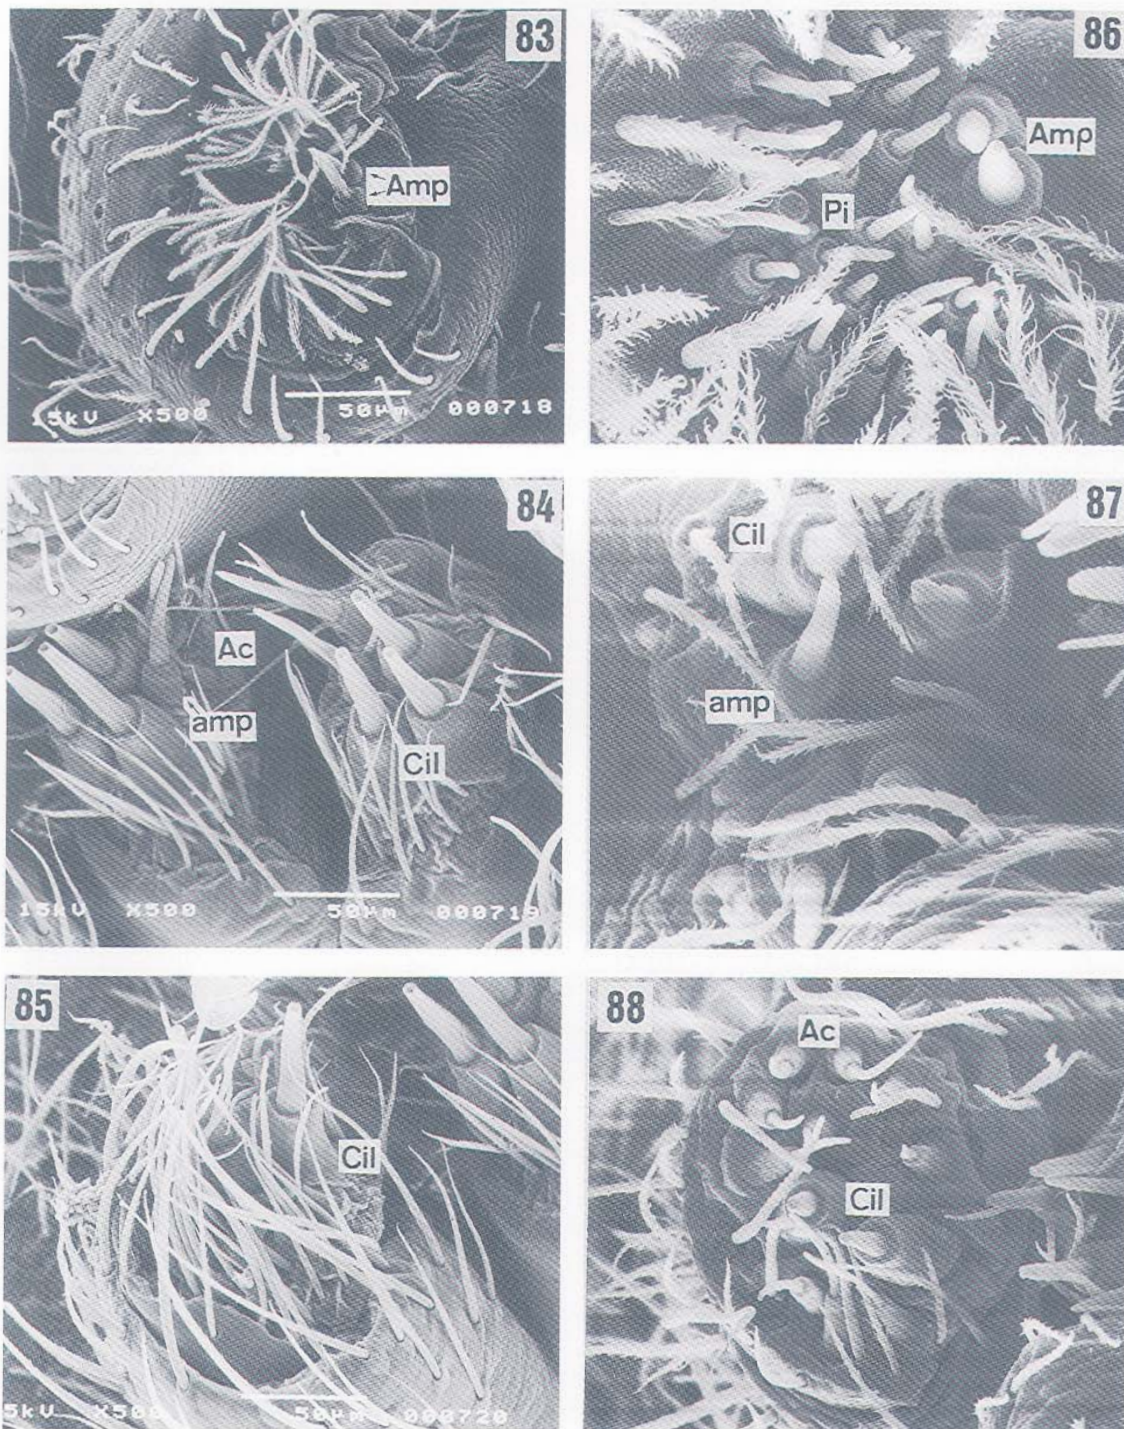 83
Amp
15kV X500 50µm 000718
86
Amp
Pi
84
Ac
amp
Cil
15kV X500 50µm 000719
87
Cil
amp
85
Cil
5kV X500 50µm 000720
88
Ac
Cil